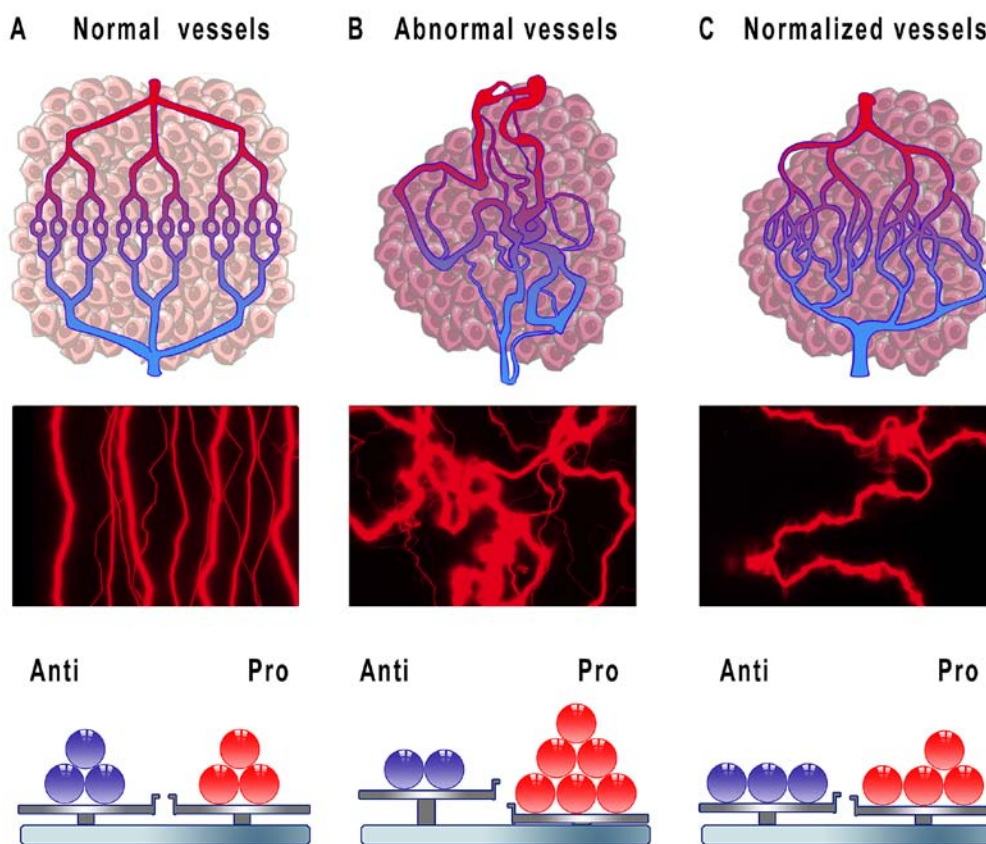 A Normal vessels
B Abnormal vessels
C Normalized vessels
Anti Pro
Anti Pro
Anti Pro